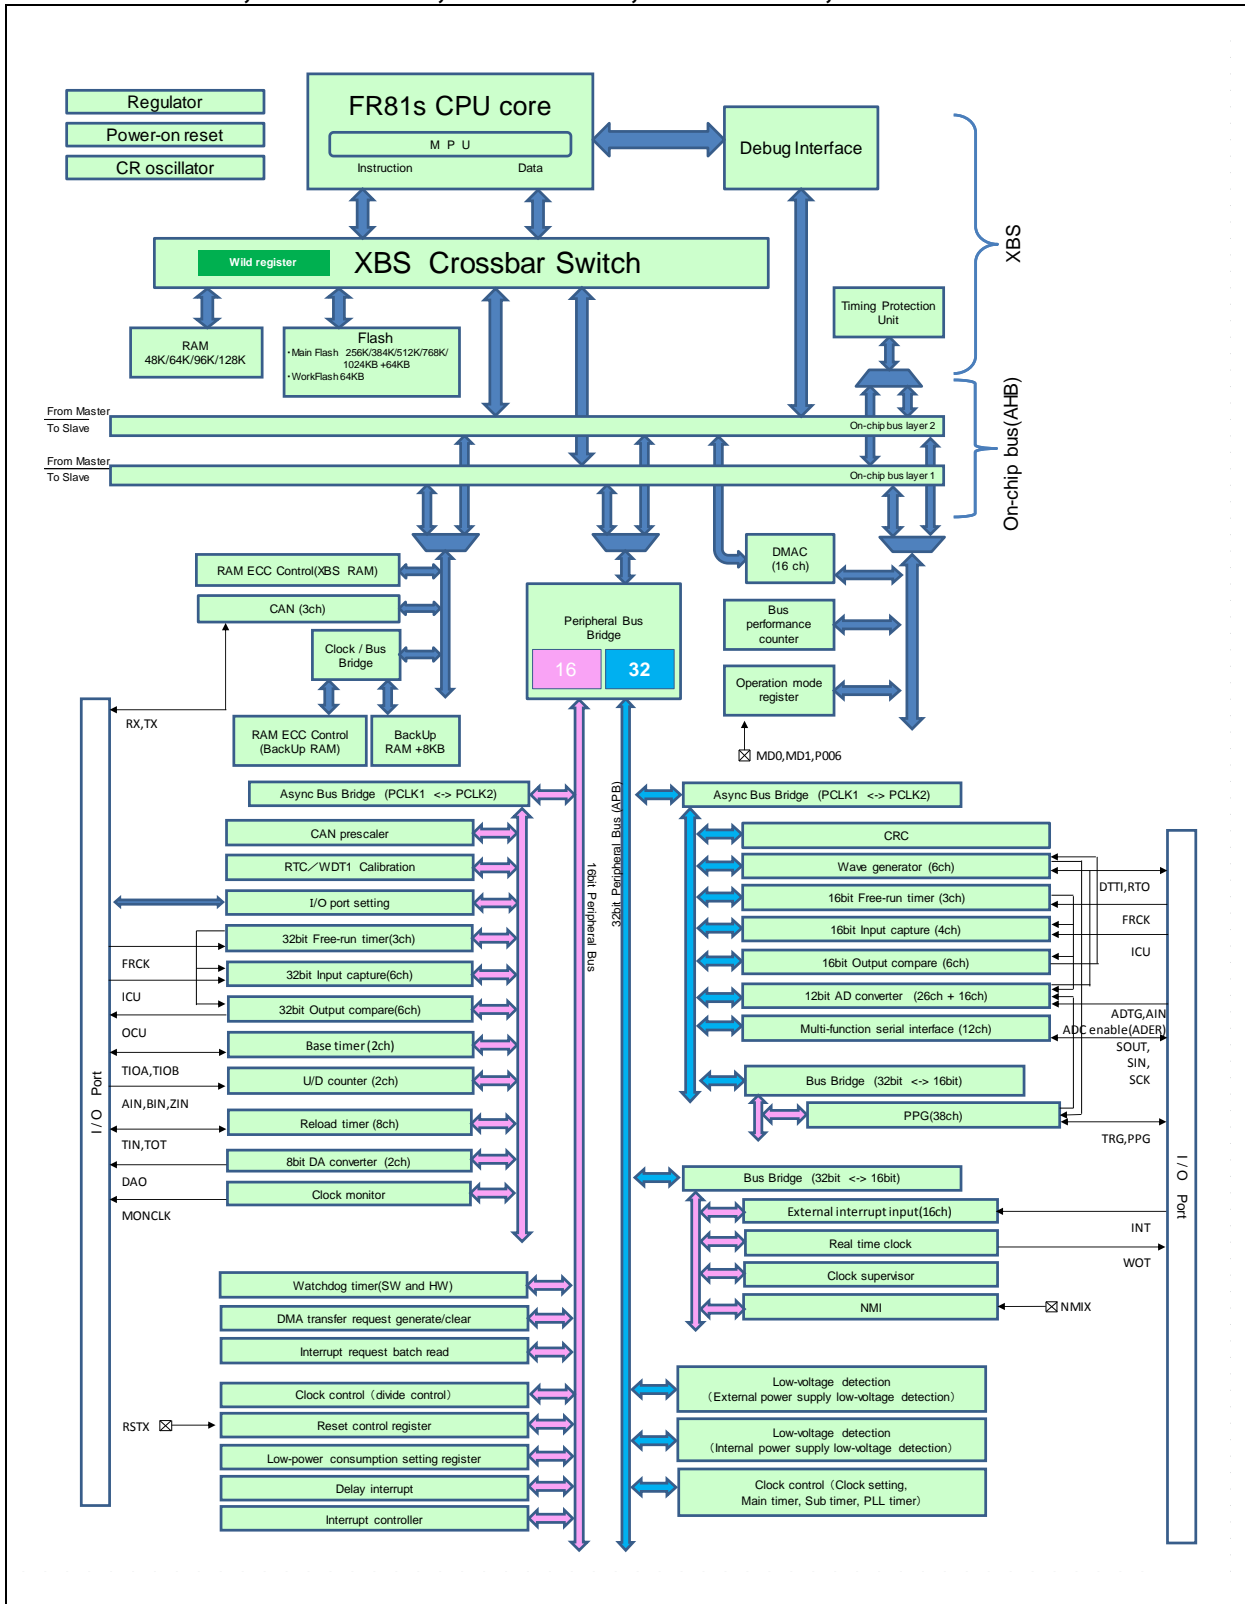 Regulator
Power-on reset
CR oscillator
FR81s CPU core
M P U
Instruction
Data
Debug Interface
XBS
Wild register
XBS Crossbar Switch
Timing Protection
Unit
RAM
48K/64K/96K/128K
Flash
・Main Flash 256K/384K/512K/768K/
1024KB +64KB
・WorkFlash 64KB
From Master
To Slave
On-chip bus layer 2
From Master
To Slave
On-chip bus layer 1
On-chip bus(AHB)
RAM ECC Control(XBS RAM)
CAN (3ch)
Clock / Bus
Bridge
RAM ECC Control
(BackUp RAM)
BackUp
RAM +8KB
RX,TX
Peripheral Bus
Bridge
16
32
DMAC
(16 ch)
Bus
performance
counter
Operation mode
register
MD0,MD1,P006
Async Bus Bridge (PCLK1 <-> PCLK2)
CAN prescaler
RTC／WDT1 Calibration
I/O port setting
32bit Free-run timer(3ch)
FRCK
32bit Input capture(6ch)
ICU
32bit Output compare(6ch)
OCU
Base timer (2ch)
TIOA,TIOB
U/D counter (2ch)
AIN,BIN,ZIN
Reload timer (8ch)
TIN,TOT
8bit DA converter (2ch)
DAO
Clock monitor
MONCLK
I / O Port
16bit Peripheral Bus
32bit Peripheral Bus (APB)
Watchdog timer(SW and HW)
DMA transfer request generate/clear
Interrupt request batch read
Clock control（divide control）
RSTX
Reset control register
Low-power consumption setting register
Delay interrupt
Interrupt controller
Async Bus Bridge (PCLK1 <-> PCLK2)
CRC
Wave generator (6ch)
DTTI,RTO
16bit Free-run timer (3ch)
FRCK
16bit Input capture (4ch)
ICU
16bit Output compare (6ch)
12bit AD converter (26ch + 16ch)
ADTG,AIN
ADC enable(ADER)
Multi-function serial interface (12ch)
SOUT,
SIN,
SCK
Bus Bridge (32bit <-> 16bit)
PPG(38ch)
TRG,PPG
Bus Bridge (32bit <-> 16bit)
External interrupt input(16ch)
INT
Real time clock
WOT
Clock supervisor
NMI
NMIX
I / O Port
Low-voltage detection
（External power supply low-voltage detection）
Low-voltage detection
（Internal power supply low-voltage detection）
Clock control（Clock setting,
Main timer, Sub timer, PLL timer）